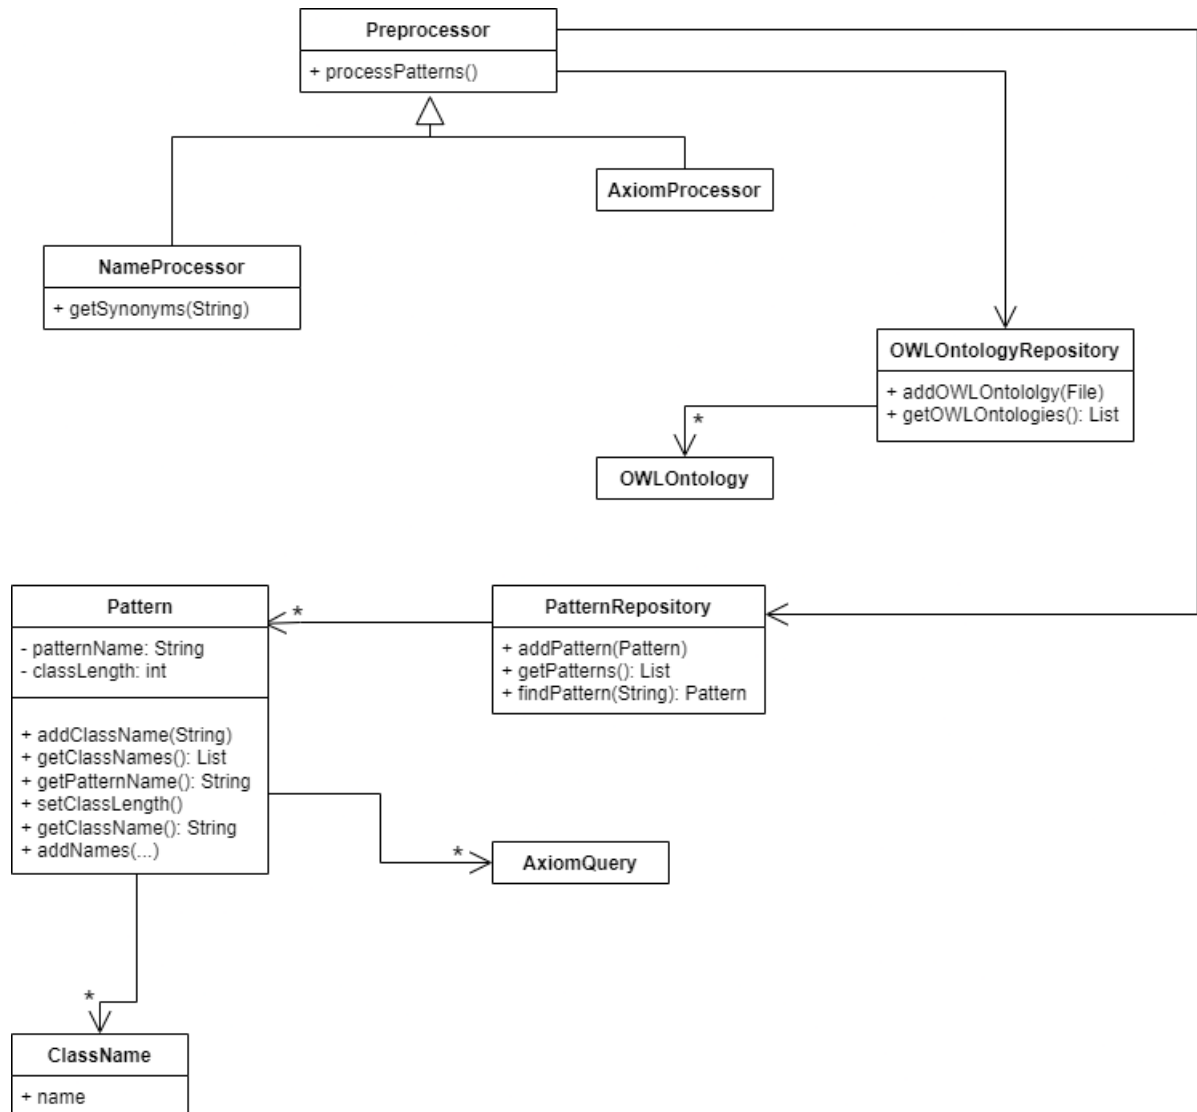 Preprocessor
+ processPatterns()
AxiomProcessor
NameProcessor
+ getSynonyms(String)
OWLOntologyRepository
+ addOWLOntololgy(File)
+ getOWLOntologies(): List
*
OWLOntology
Pattern
- patternName: String
- classLength: int
+ addClassName(String)
+ getClassNames(): List
+ getPatternName(): String
+ setClassLength()
+ getClassName(): String
+ addNames(...)
*
PatternRepository
+ addPattern(Pattern)
+ getPatterns(): List
+ findPattern(String): Pattern
*
AxiomQuery
*
ClassName
+ name